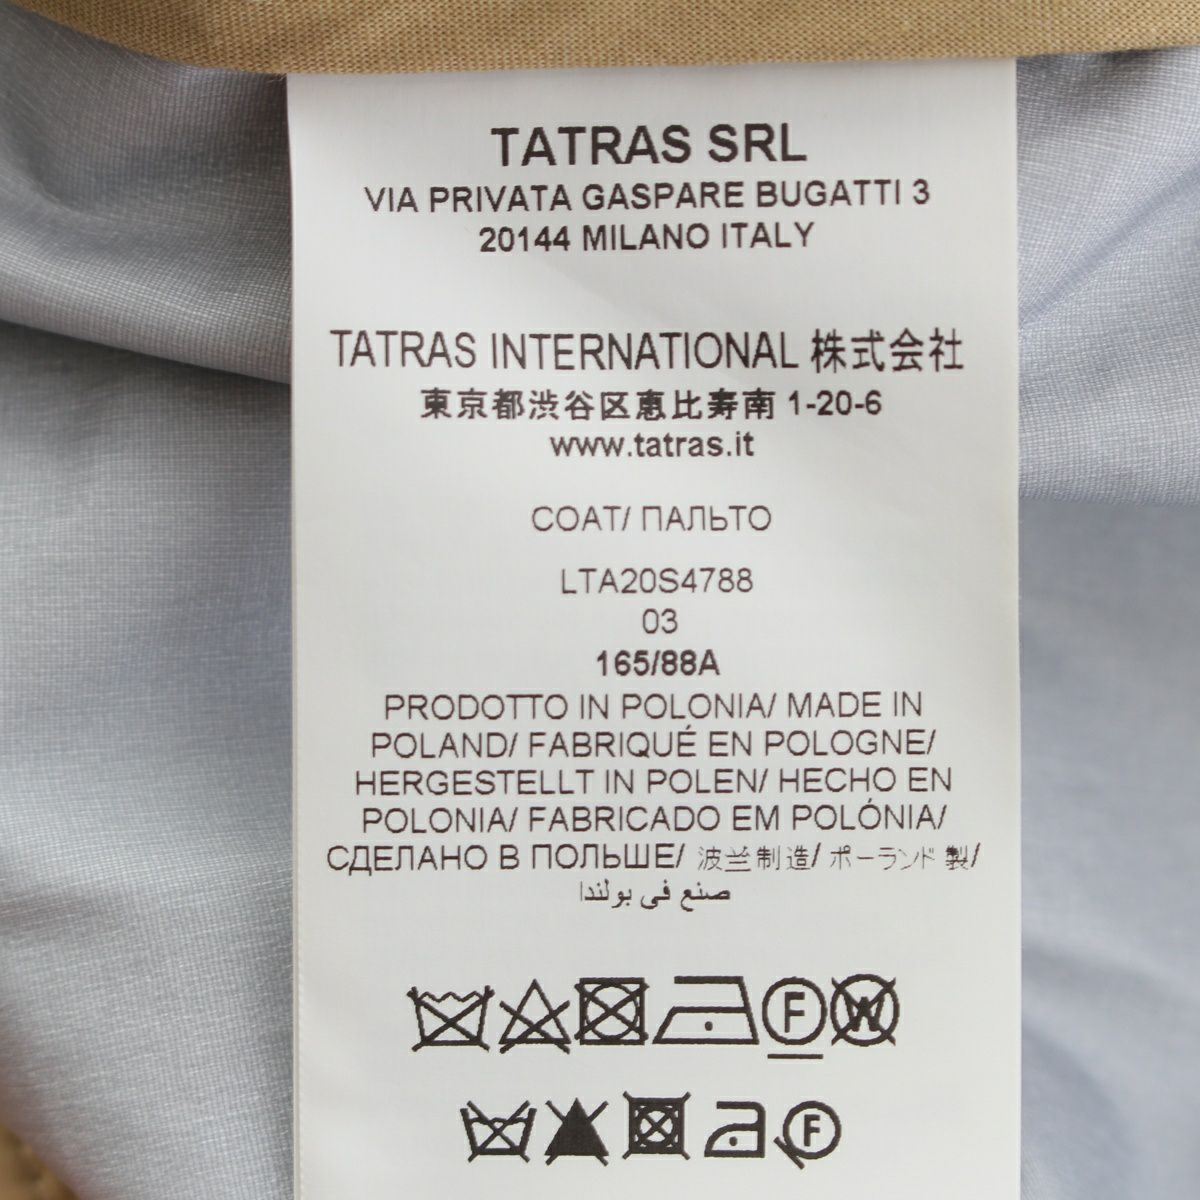 TATRAS SRL
VIA PRIVATA GASPARE BUGATTI 3
20144 MILANO ITALY
TATRAS INTERNATIONAL 株式会社
東京都渋谷区恵比寿南 1-20-6
www.tatras.it
COAT/ ПАЛЬТО
LTA20S4788
03
165/88A
PRODOTTO IN POLONIA/ MADE IN
POLAND/ FABRIQUÉ EN POLOGNE/
HERGESTELLT IN POLEN/ HECHO EN
POLONIA/ FABRICADO EM POLÓNIA/
СДЕЛАНО В ПОЛЬШЕ/ 波兰制造/ ポーランド製/
صنع في بولندا
F W
F